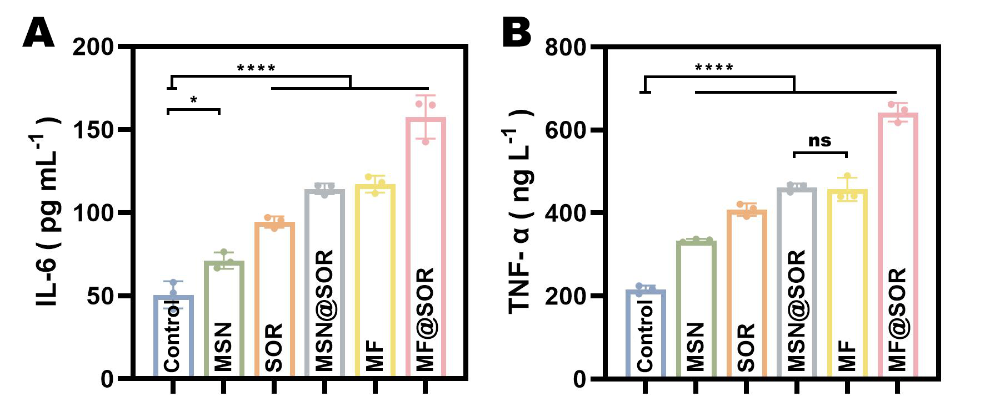 A
IL-6 ( pg mL-1 )
200
150
100
50
0
****
*
Control
MSN
SOR
MSN@SOR
MF
MF@SOR
B
TNF- α ( ng L-1 )
800
600
400
200
0
****
ns
Control
MSN
SOR
MSN@SOR
MF
MF@SOR